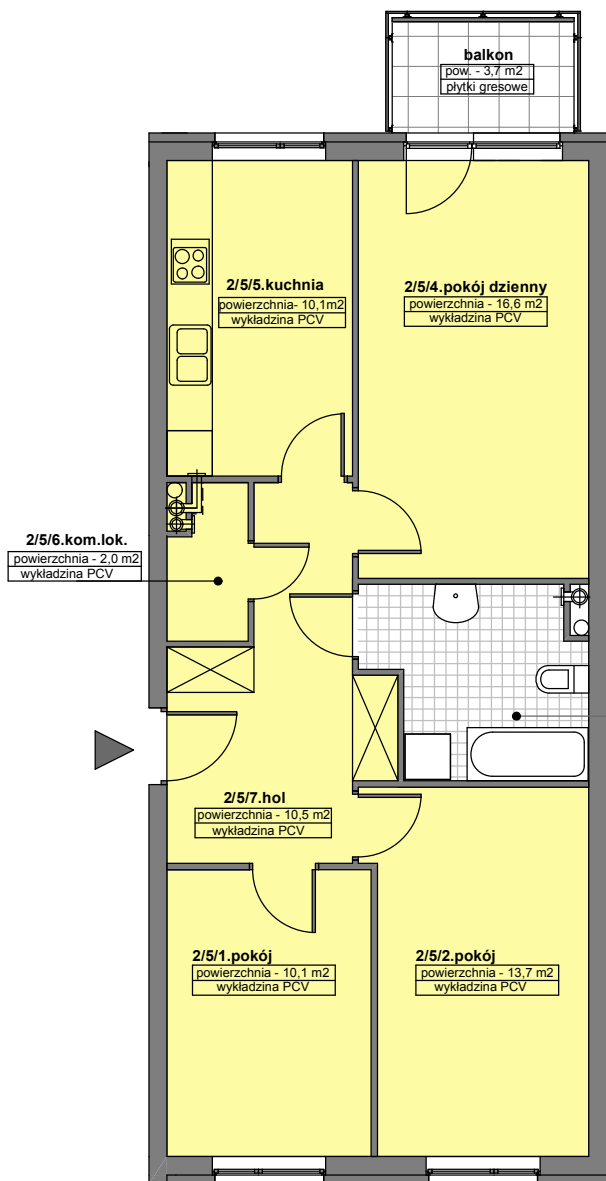 balkon
pow. - 3,7 m2
płytki gresowe
2/5/5.kuchnia
powierzchnia- 10,1m2
wykładzina PCV
2/5/4.pokój dzienny
powierzchnia - 16,6 m2
wykładzina PCV
2/5/6.kom.lok.
powierzchnia - 2,0 m2
wykładzina PCV
2/5/7.hol
powierzchnia - 10,5 m2
wykładzina PCV
2/5/1.pokój
powierzchnia - 10,1 m2
wykładzina PCV
2/5/2.pokój
powierzchnia - 13,7 m2
wykładzina PCV